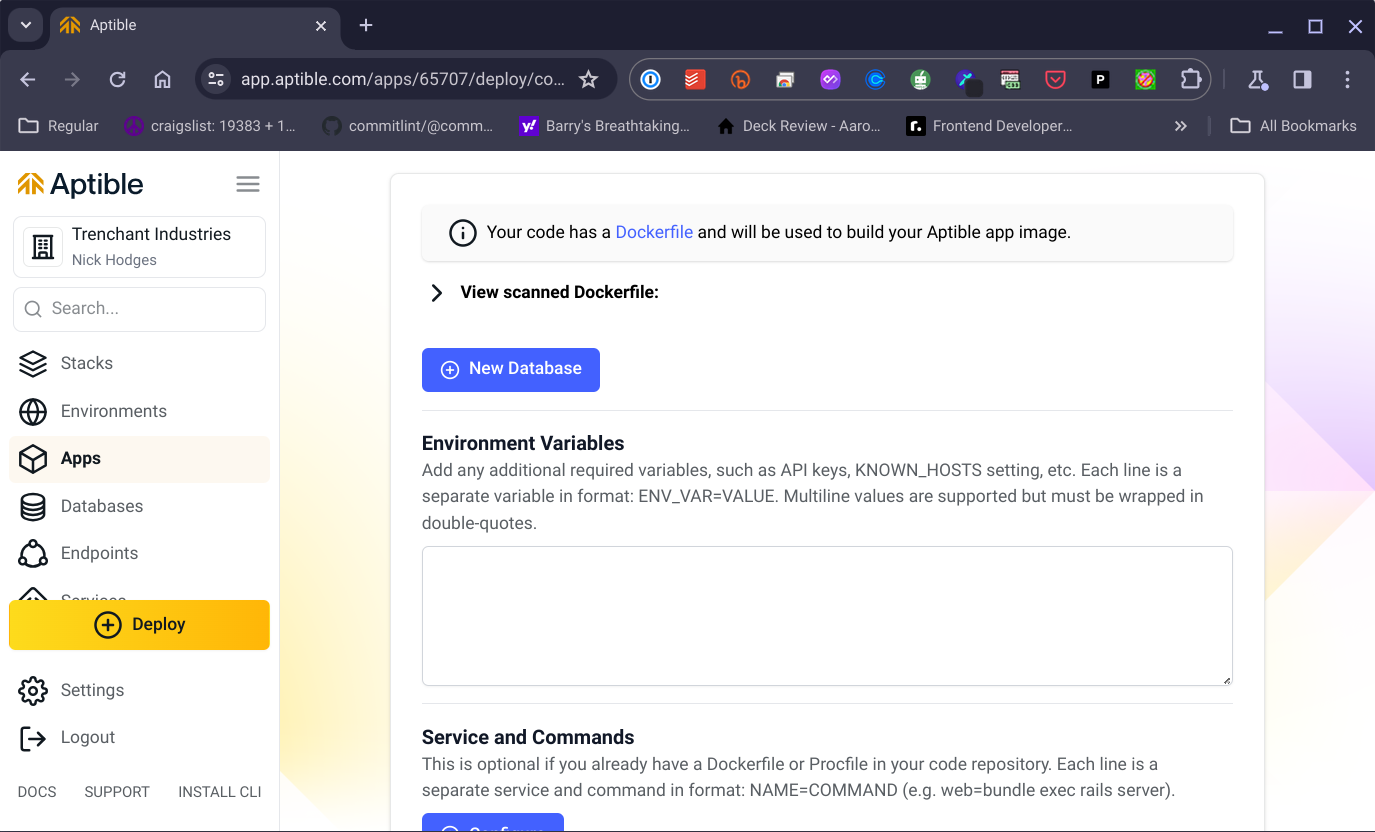 Aptible
app.aptible.com/apps/65707/deploy/co...
Regular
craigslist: 19383 + 1...
commitlint/@comm...
Barry's Breathtaking...
Deck Review - Aaro...
Frontend Developer...
All Bookmarks
Aptible
Trenchant Industries
Nick Hodges
Search...
Stacks
Environments
Apps
Databases
Endpoints
Services
Deploy
Settings
Logout
DOCS
SUPPORT
INSTALL CLI
Your code has a Dockerfile and will be used to build your Aptible app image.
View scanned Dockerfile:
New Database
Environment Variables
Add any additional required variables, such as API keys, KNOWN_HOSTS setting, etc. Each line is a
separate variable in format: ENV_VAR=VALUE. Multiline values are supported but must be wrapped in
double-quotes.
Service and Commands
This is optional if you already have a Dockerfile or Procfile in your code repository. Each line is a
separate service and command in format: NAME=COMMAND (e.g. web=bundle exec rails server).
Configure